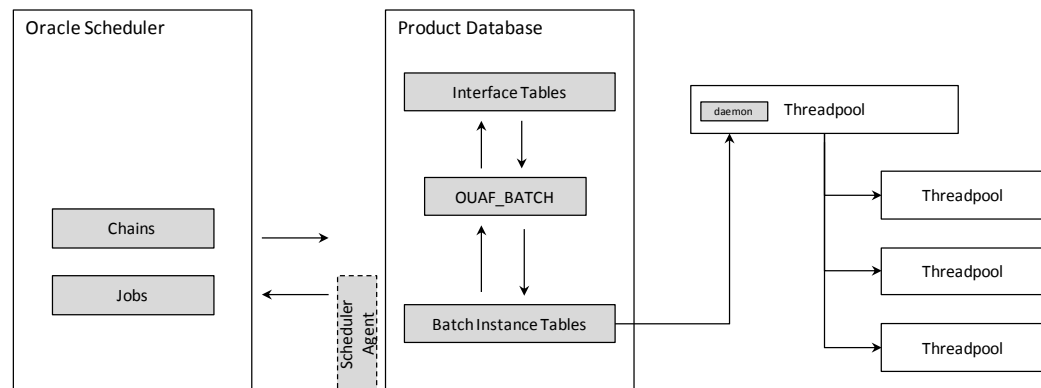 Oracle Scheduler
Chains
Jobs
Scheduler
Agent
Product Database
Interface Tables
OUAF_BATCH
Batch Instance Tables
daemon
Threadpool
Threadpool
Threadpool
Threadpool